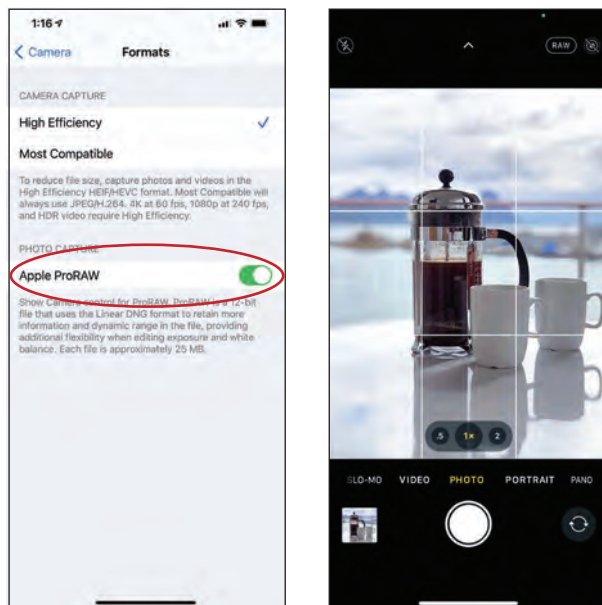 1:16
Camera
Formats
CAMERA CAPTURE
High Efficiency
Most Compatible
To reduce file size, capture photos and videos in the
High Efficiency HEIF/HEVC format. Most Compatible will
always use JPEG/H.264. 4K at 60 fps, 1080p at 240 fps,
and HDR video require High Efficiency.
PHOTO CAPTURE
Apple ProRAW
Show Camera control for ProRAW. ProRAW is a 12-bit
file that uses the Linear DNG format to retain more
information and dynamic range in the file, providing
additional flexibility when editing exposure and white
balance. Each file is approximately 25 MB.
RAW
.5 1× 2
SLO-MO VIDEO PHOTO PORTRAIT PANO